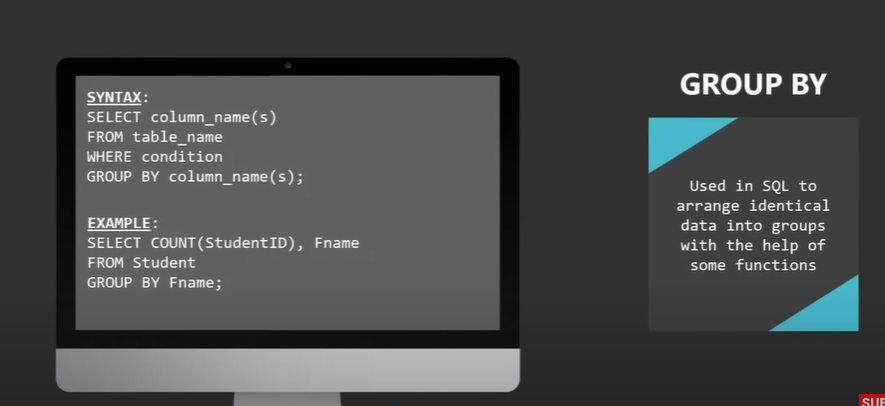 SYNTAX:
SELECT column_name(s)
FROM table_name
WHERE condition
GROUP BY column_name(s);
EXAMPLE:
SELECT COUNT(StudentID), Fname
FROM Student
GROUP BY Fname;
GROUP BY
Used in SQL to
arrange identical
data into groups
with the help of
some functions